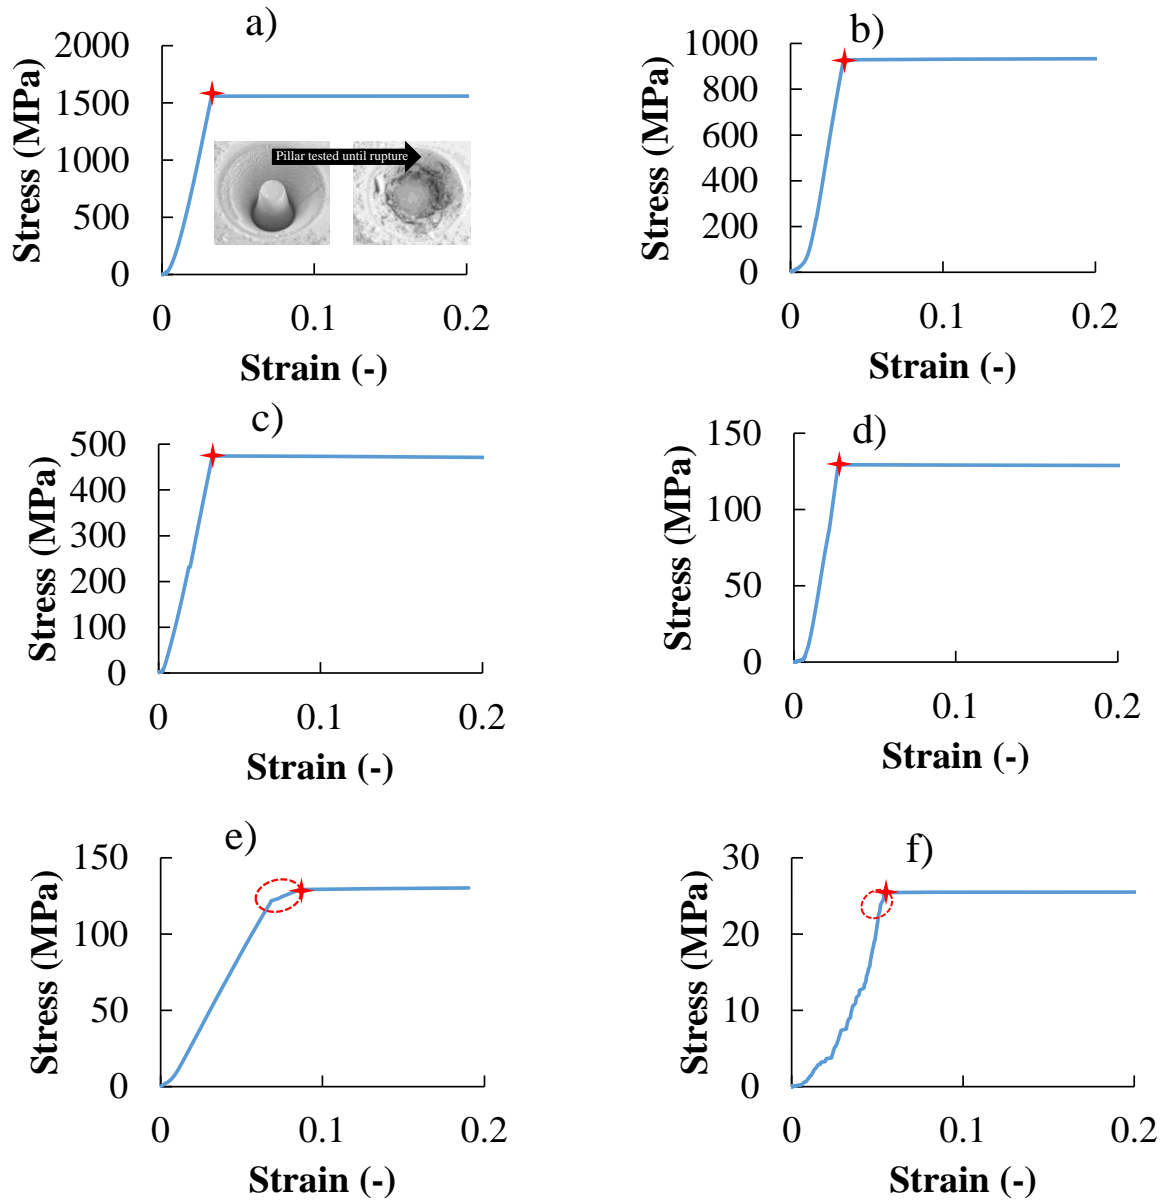 a)
2000
1500
1000
500
0
0 0.1 0.2
Stress (MPa)
Strain (-)
Pillar tested until rupture
b)
1000
800
600
400
200
0
0 0.1 0.2
Stress (MPa)
Strain (-)
c)
500
400
300
200
100
0
0 0.1 0.2
Stress (MPa)
Strain (-)
d)
150
100
50
0
0 0.1 0.2
Stress (MPa)
Strain (-)
e)
150
100
50
0
0 0.1 0.2
Stress (MPa)
Strain (-)
f)
30
20
10
0
0 0.1 0.2
Stress (MPa)
Strain (-)